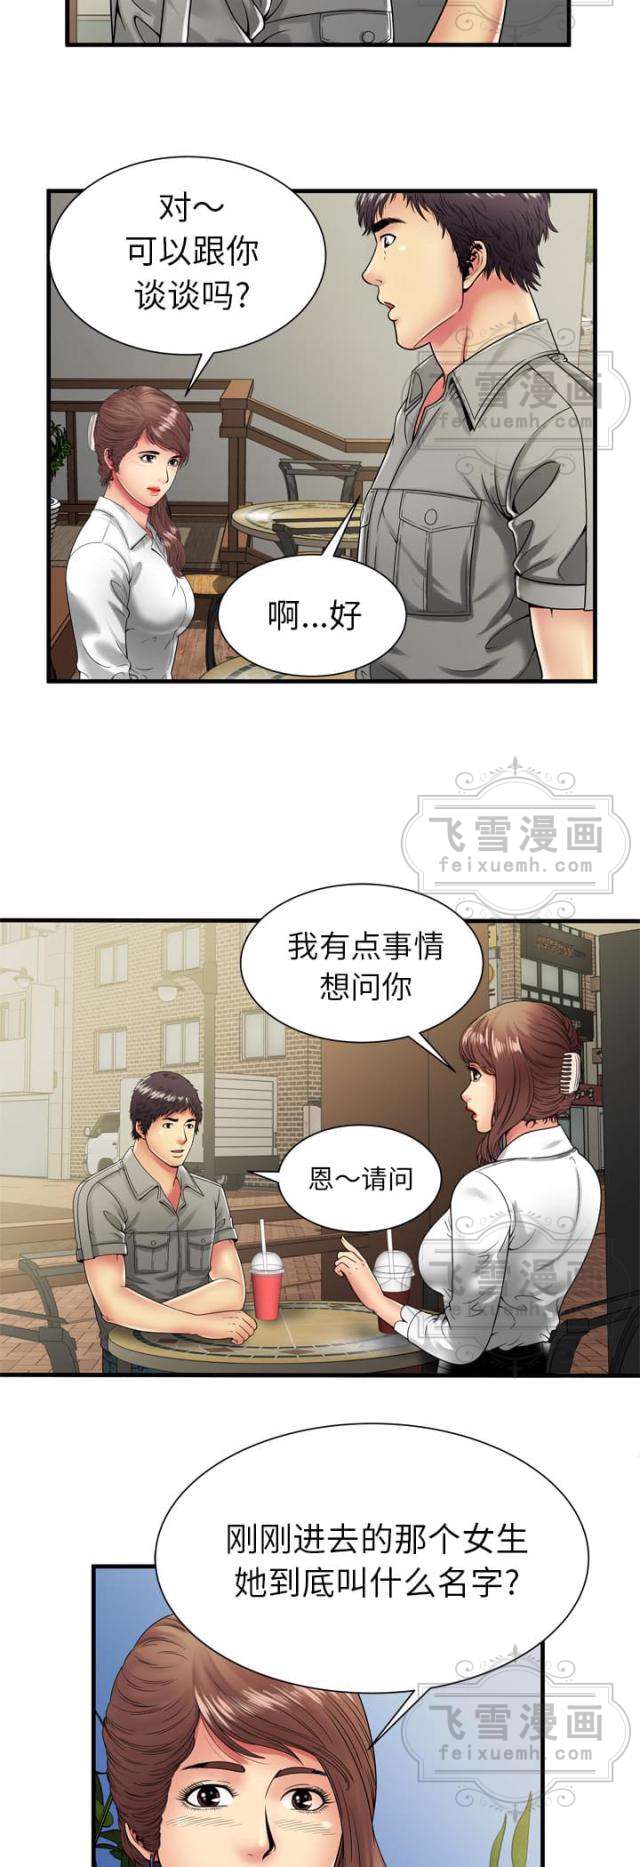 对～
可以跟你
谈谈吗?
飞雪漫画
feixuemh.com
啊...好
飞雪漫画
feixuemh.com
我有点事情
想问你
恩～请问
飞雪漫画
feixuemh.com
刚刚进去的那个女生
她到底叫什么名字?
飞雪漫画
feixuemh.com